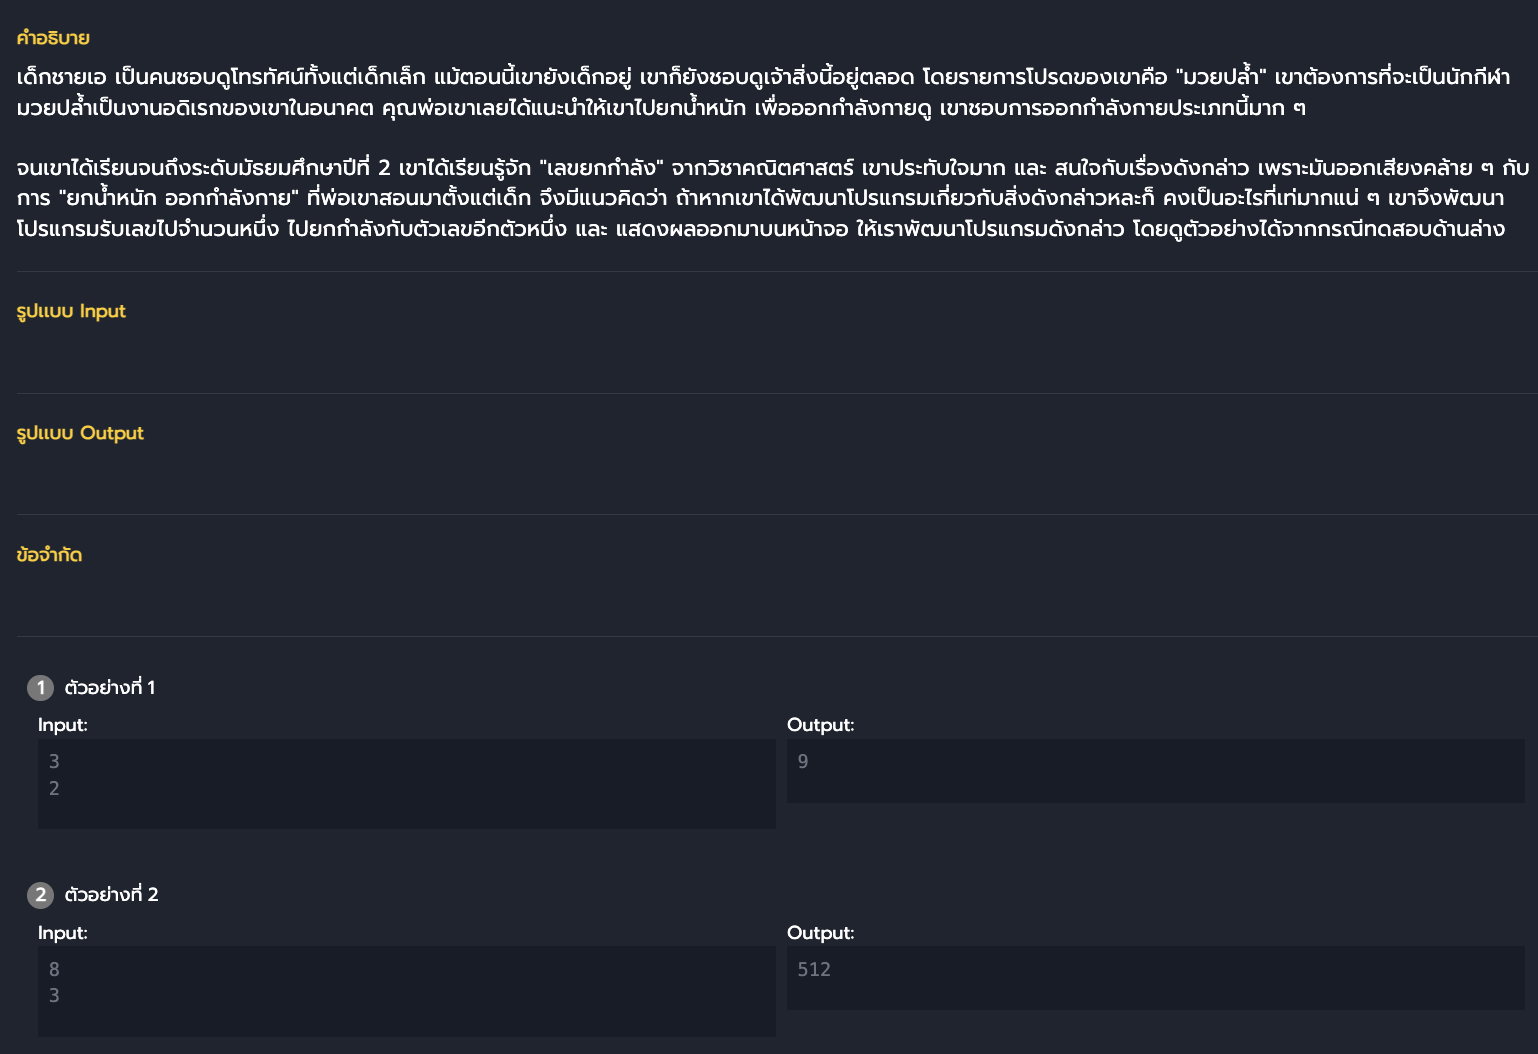 คำอธิบาย
เด็กชายเอ เป็นคนชอบดูโทรทัศน์ทั้งแต่เด็กเล็ก แม้ตอนนี้เขายังเด็กอยู่ เขาก็ยังชอบดูเจ้าสิ่งนี้อยู่ตลอด โดยรายการโปรดของเขาคือ "มวยปล้ำ" เขาต้องการที่จะเป็นนักกีฬา
มวยปล้ำเป็นงานอดิเรกของเขาในอนาคต คุณพ่อเขาเลยได้แนะนำให้เขาไปยกน้ำหนัก เพื่อออกกำลังกายดู เขาชอบการออกกำลังกายประเภทนี้มาก ๆ
จนเขาได้เรียนจนถึงระดับมัธยมศึกษาปีที่ 2 เขาได้เรียนรู้จัก "เลขยกกำลัง" จากวิชาคณิตศาสตร์ เขาประทับใจมาก และ สนใจกับเรื่องดังกล่าว เพราะมันออกเสียงคล้าย ๆ กับ
การ "ยกน้ำหนัก ออกกำลังกาย" ที่พ่อเขาสอนมาตั้งแต่เด็ก จึงมีแนวคิดว่า ถ้าหากเขาได้พัฒนาโปรแกรมเกี่ยวกับสิ่งดังกล่าวหละก็ คงเป็นอะไรที่เท่มากแน่ ๆ เขาจึงพัฒนา
โปรแกรมรับเลขไปจำนวนหนึ่ง ไปยกกำลังกับตัวเลขอีกตัวหนึ่ง และ แสดงผลออกมาบนหน้าจอ ให้เราพัฒนาโปรแกรมดังกล่าว โดยดูตัวอย่างได้จากกรณีทดสอบด้านล่าง
รูปแบบ Input
รูปแบบ Output
ข้อจำกัด
1 ตัวอย่างที่ 1
Input:
3
2
Output:
9
2 ตัวอย่างที่ 2
Input:
8
3
Output:
512